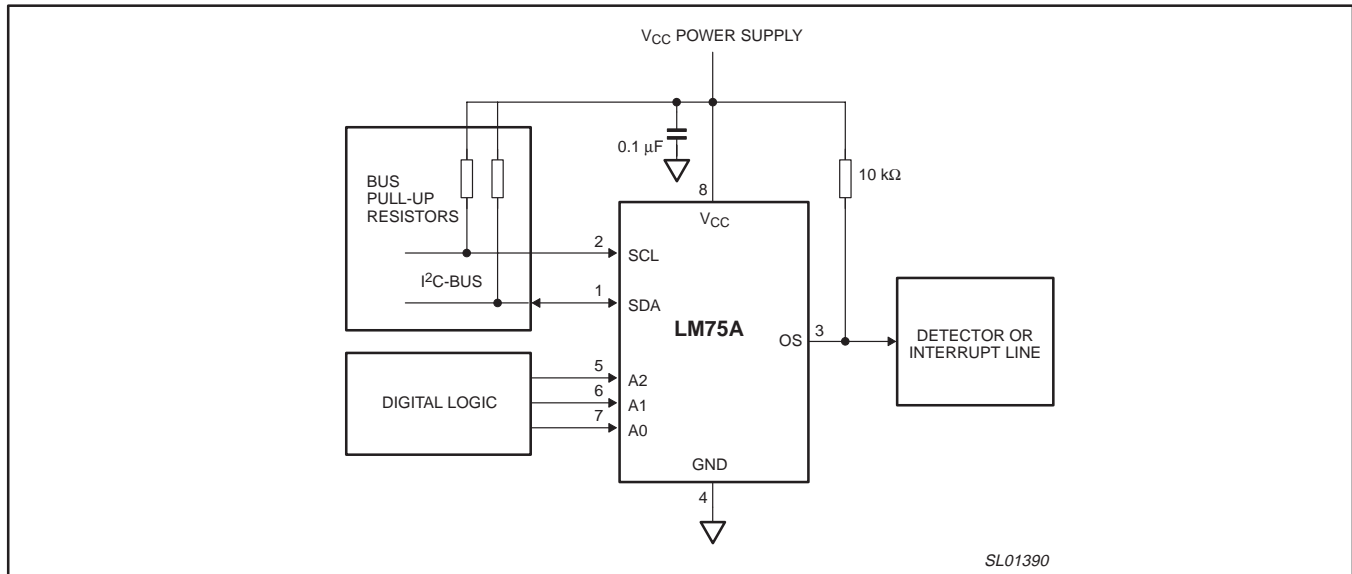 VCC POWER SUPPLY
0.1 μF
10 kΩ
BUS
PULL-UP
RESISTORS
I2C-BUS
8
VCC
2
SCL
1
SDA
LM75A
OS
3
DETECTOR OR
INTERRUPT LINE
DIGITAL LOGIC
5
A2
6
A1
7
A0
GND
4
SL01390